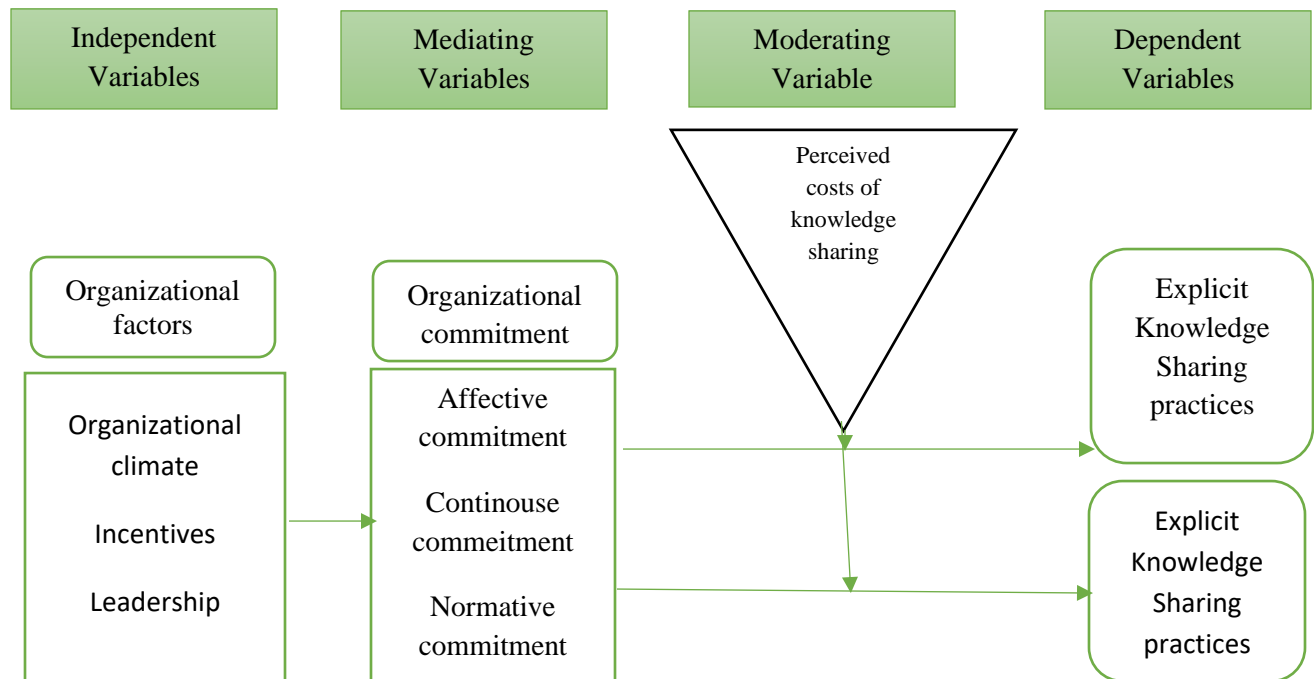 Independent
Variables
Mediating
Variables
Moderating
Variable
Dependent
Variables
Perceived
costs of
knowledge
sharing
Organizational
factors
Organizational
climate
Incentives
Leadership
Organizational
commitment
Affective
commitment
Continouse
commeitment
Normative
commitment
Explicit
Knowledge
Sharing
practices
Explicit
Knowledge
Sharing
practices